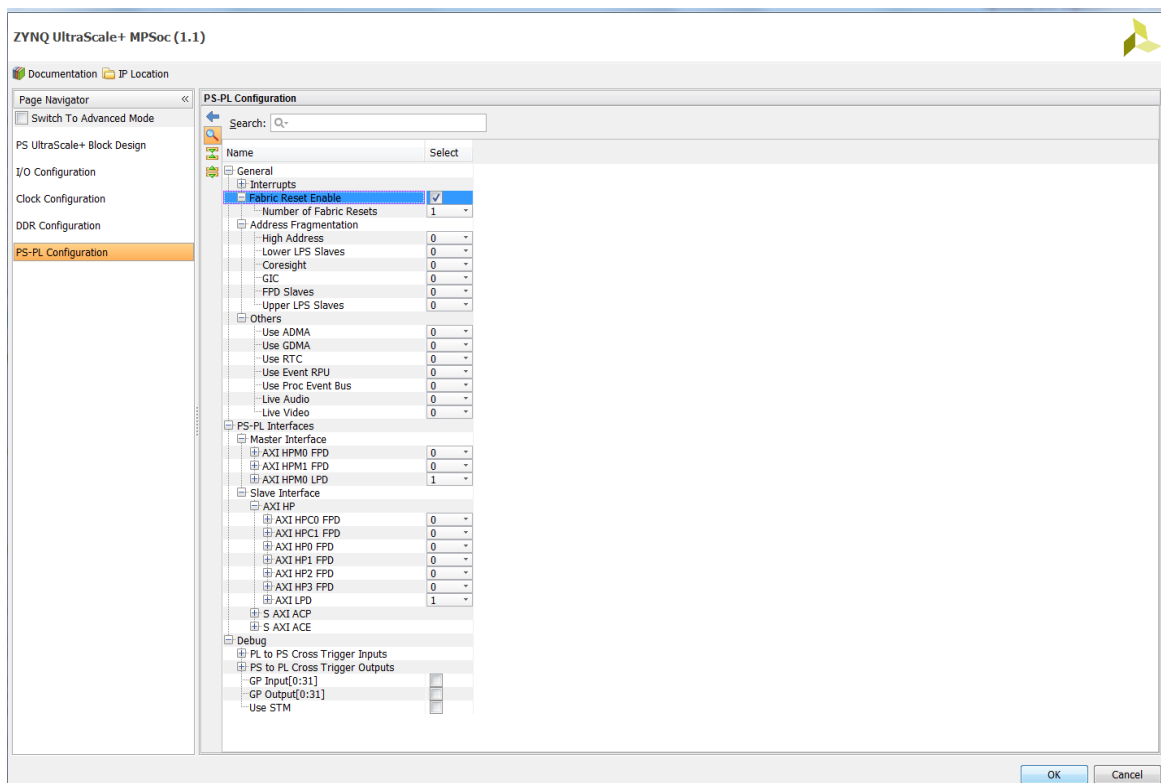 ZYNQ UltraScale+ MPSoc (1.1)
Documentation IP Location
Page Navigator «
Switch To Advanced Mode
PS UltraScale+ Block Design
I/O Configuration
Clock Configuration
DDR Configuration
PS-PL Configuration
PS-PL Configuration
Search:
Name Select
General
Interrupts
Fabric Reset Enable
Number of Fabric Resets 1
Address Fragmentation
High Address 0
Lower LPS Slaves 0
Coresight 0
GIC 0
FPD Slaves 0
Upper LPS Slaves 0
Others
Use ADMA 0
Use GDMA 0
Use RTC 0
Use Event RPU 0
Use Proc Event Bus 0
Live Audio 0
Live Video 0
PS-PL Interfaces
Master Interface
AXI HPM0 FPD 0
AXI HPM1 FPD 0
AXI HPM0 LPD 1
Slave Interface
AXI HP
AXI HPC0 FPD 0
AXI HPC1 FPD 0
AXI HP0 FPD 0
AXI HP1 FPD 0
AXI HP2 FPD 0
AXI HP3 FPD 0
AXI LPD 1
S AXI ACP
S AXI ACE
Debug
PL to PS Cross Trigger Inputs
PS to PL Cross Trigger Outputs
GP Input[0:31]
GP Output[0:31]
Use STM
OK Cancel